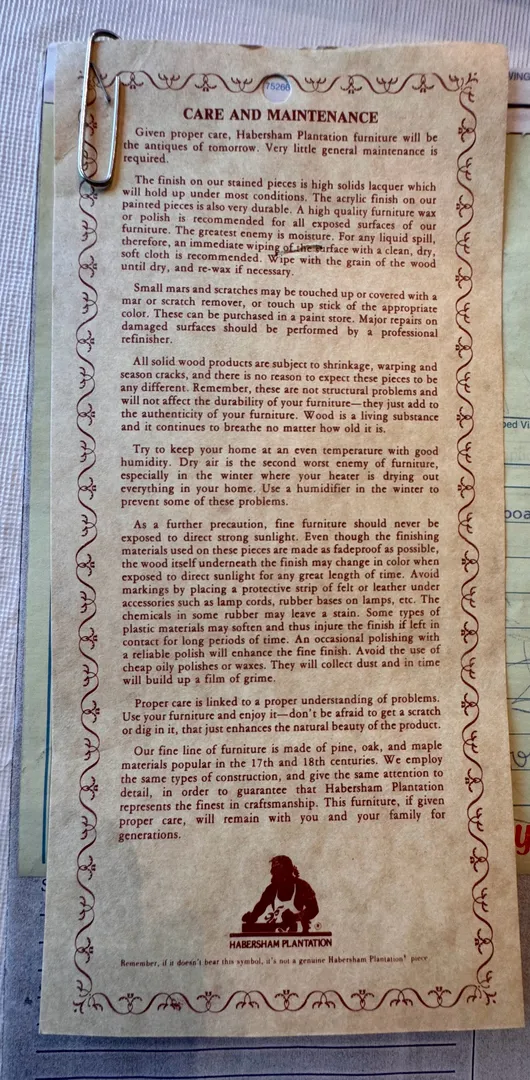 75266
CARE AND MAINTENANCE
Given proper care, Habersham Plantation furniture will be
the antiques of tomorrow. Very little general maintenance is
required.
The finish on our stained pieces is high solids lacquer which
will hold up under most conditions. The acrylic finish on our
painted pieces is also very durable. A high quality furniture wax
or polish is recommended for all exposed surfaces of our
furniture. The greatest enemy is moisture. For any liquid spill,
therefore, an immediate wiping of the surface with a clean, dry,
soft cloth is recommended. Wipe with the grain of the wood
until dry, and re-wax if necessary.
Small mars and scratches may be touched up or covered with a
mar or scratch remover, or touch up stick of the appropriate
color. These can be purchased in a paint store. Major repairs on
damaged surfaces should be performed by a professional
refinisher.
All solid wood products are subject to shrinkage, warping and
season cracks, and there is no reason to expect these pieces to be
any different. Remember, these are not structural problems and
will not affect the durability of your furniture—they just add to
the authenticity of your furniture. Wood is a living substance
and it continues to breathe no matter how old it is.
Try to keep your home at an even temperature with good
humidity. Dry air is the second worst enemy of furniture,
especially in the winter where your heater is drying out
everything in your home. Use a humidifier in the winter to
prevent some of these problems.
As a further precaution, fine furniture should never be
exposed to direct strong sunlight. Even though the finishing
materials used on these pieces are made as fadeproof as possible,
the wood itself underneath the finish may change in color when
exposed to direct sunlight for any great length of time. Avoid
markings by placing a protective strip of felt or leather under
accessories such as lamp cords, rubber bases on lamps, etc. The
chemicals in some rubber may leave a stain. Some types of
plastic materials may soften and thus injure the finish if left in
contact for long periods of time. An occasional polishing with
a reliable polish will enhance the fine finish. Avoid the use of
cheap oily polishes or waxes. They will collect dust and in time
will build up a film of grime.
Proper care is linked to a proper understanding of problems.
Use your furniture and enjoy it—don't be afraid to get a scratch
or dig in it, that just enhances the natural beauty of the product.
Our fine line of furniture is made of pine, oak, and maple
materials popular in the 17th and 18th centuries. We employ
the same types of construction, and give the same attention to
detail, in order to guarantee that Habersham Plantation
represents the finest in craftsmanship. This furniture, if given
proper care, will remain with you and your family for
generations.
®
HABERSHAM PLANTATION
Remember, if it doesn't bear this symbol, it's not a genuine Habersham Plantation® piece